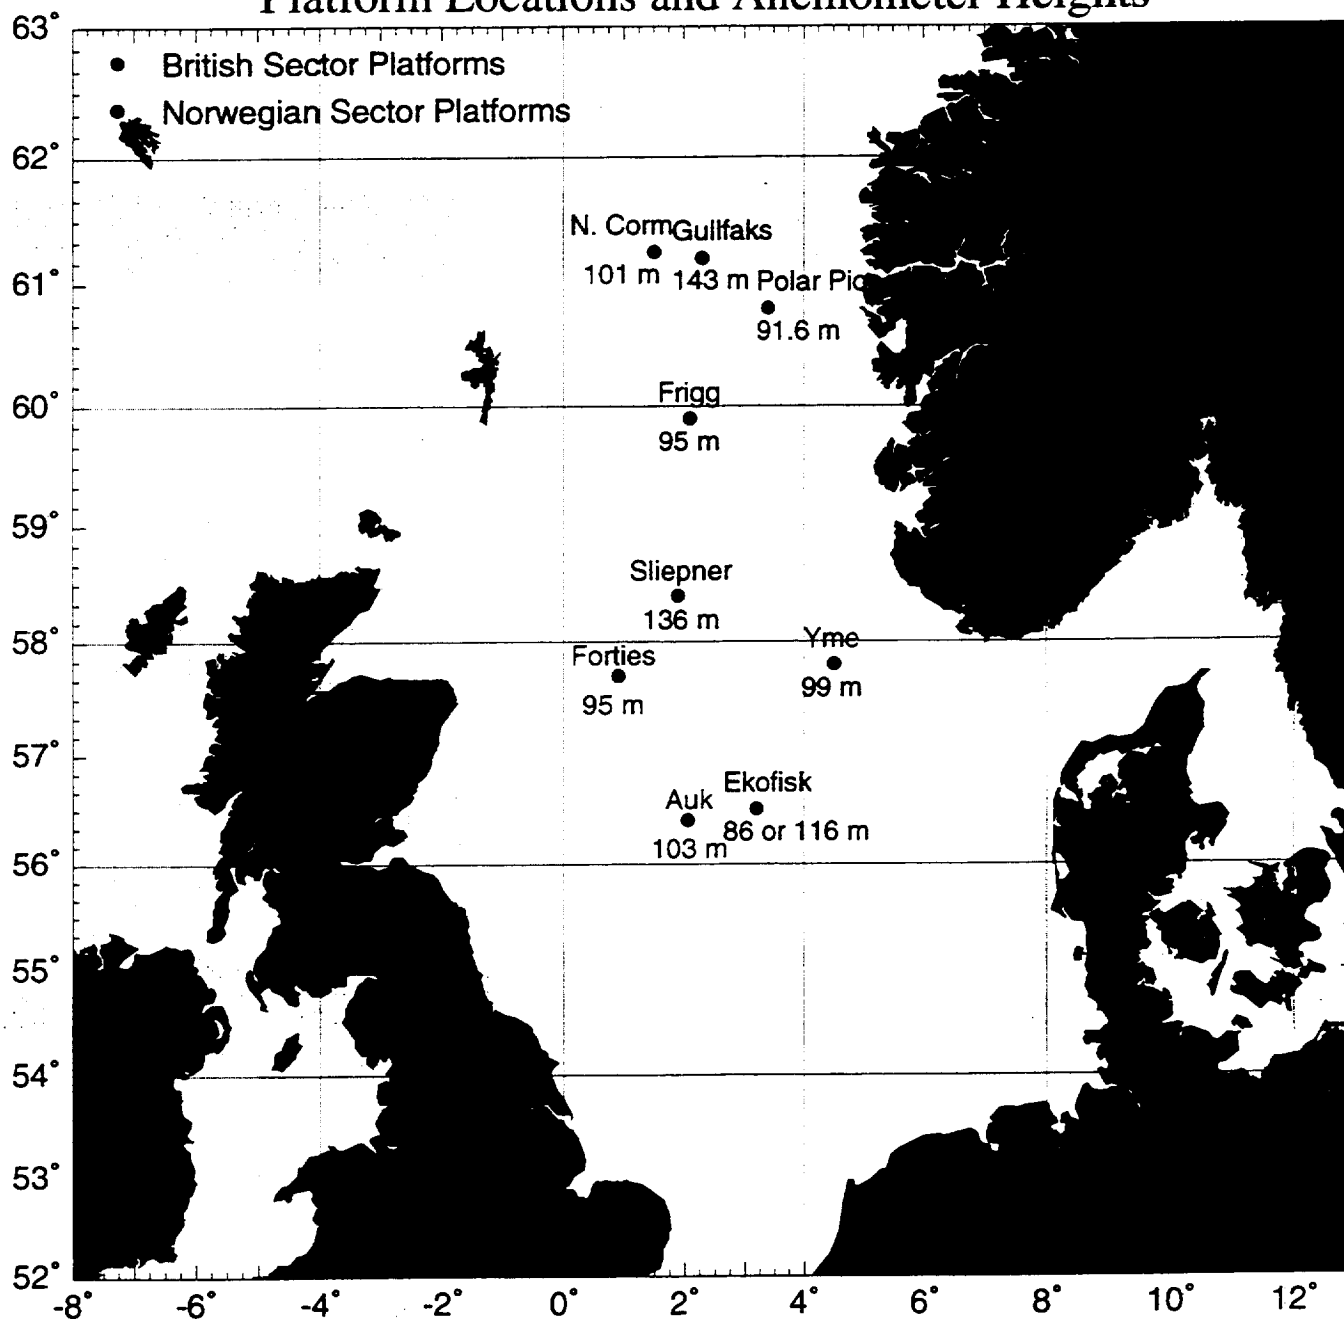 Platform Locations and Anemometer Heights
63°
British Sector Platforms
Norwegian Sector Platforms
62°
N. Corm Gullfaks
101 m 143 m Polar Pio
61°
91.6 m
Frigg
60°
95 m
59°
Sliepner
136 m
58°
Yme
Forties
99 m
95 m
57°
Ekofisk
Auk
86 or 116 m
103 m
56°
55°
54°
53°
52°
-8° -6° -4° -2° 0° 2° 4° 6° 8° 10° 12°